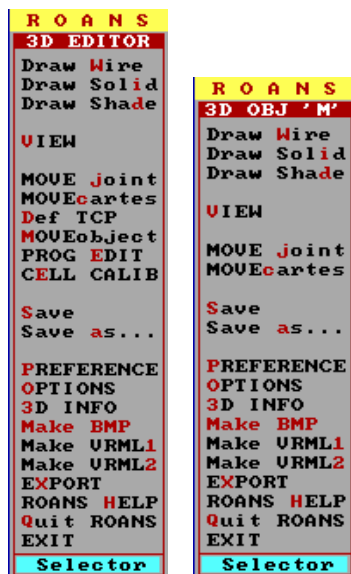 R O A N S
3D EDITOR
Draw Wire
Draw Solid
Draw Shade
VIEW
MOVE joint
MOVEcartes
Def TCP
MOVEobject
PROG EDIT
CELL CALIB
Save
Save as...
PREFERENCE
OPTIONS
3D INFO
Make BMP
Make VRML1
Make VRML2
EXPORT
ROANS HELP
Quit ROANS
EXIT
Selector
R O A N S
3D OBJ 'M'
Draw Wire
Draw Solid
Draw Shade
VIEW
MOVE joint
MOVEcartes
Save
Save as...
PREFERENCE
OPTIONS
3D INFO
Make BMP
Make VRML1
Make VRML2
EXPORT
ROANS HELP
Quit ROANS
EXIT
Selector